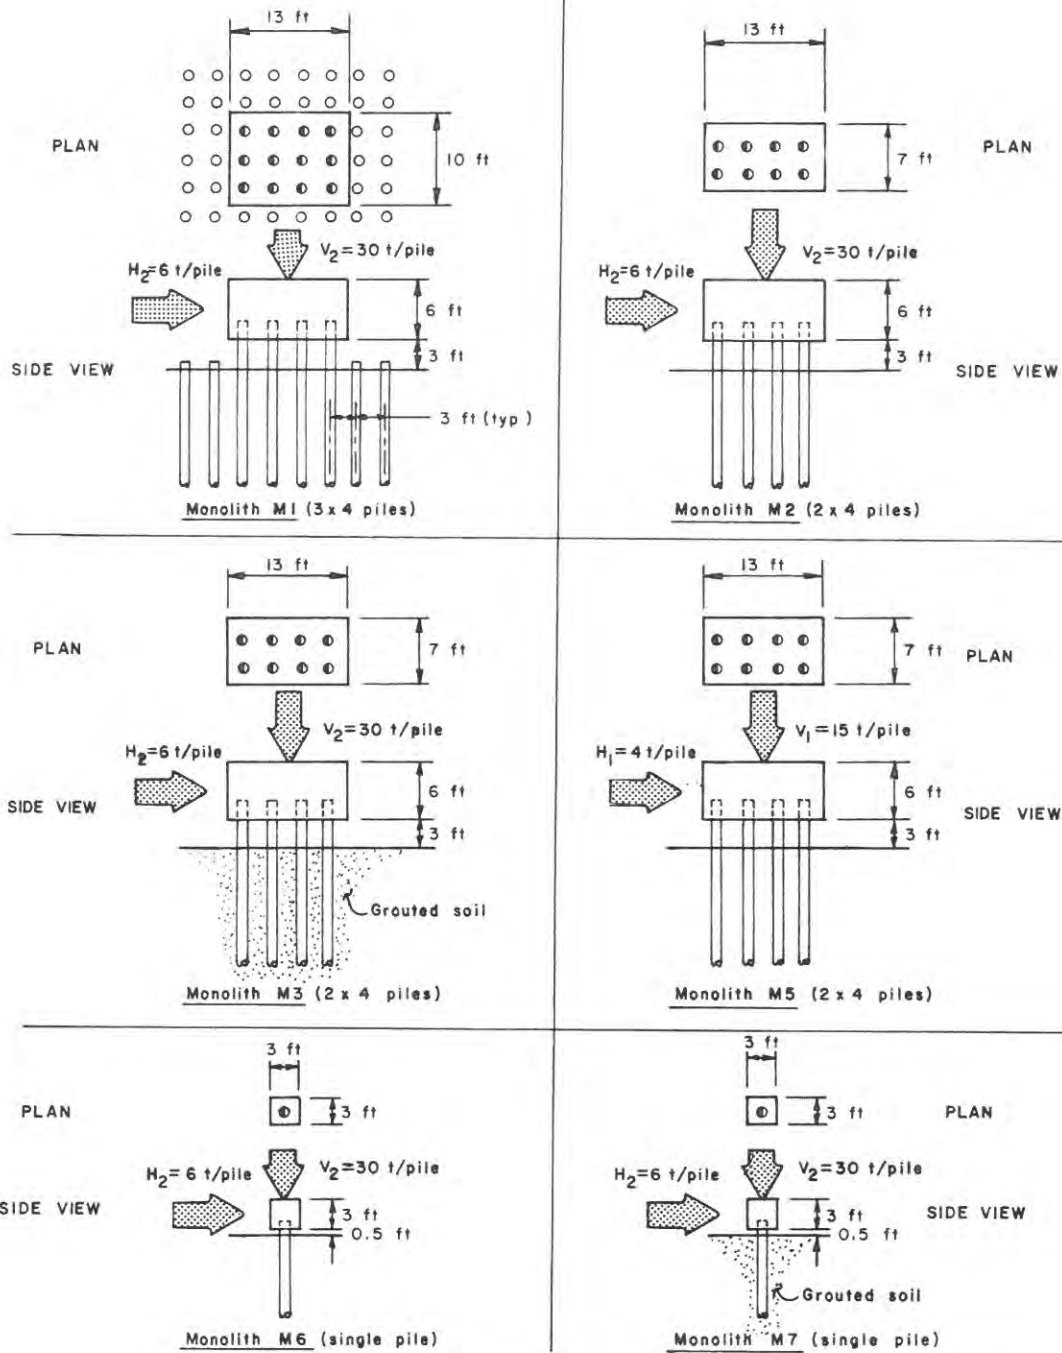 13 ft
PLAN
10 ft
V2=30 t/pile
H2=6 t/pile
6 ft
3 ft
SIDE VIEW
3 ft (typ)
Monolith M1 (3 x 4 piles)
13 ft
PLAN
7 ft
V2=30 t/pile
H2=6 t/pile
6 ft
3 ft
SIDE VIEW
Monolith M2 (2 x 4 piles)
13 ft
PLAN
7 ft
V2=30 t/pile
H2=6 t/pile
6 ft
SIDE VIEW
3 ft
Grouted soil
Monolith M3 (2 x 4 piles)
13 ft
7 ft
PLAN
V1=15 t/pile
H1=4 t/pile
6 ft
SIDE VIEW
3 ft
Monolith M5 (2 x 4 piles)
3 ft
PLAN
3 ft
H2=6 t/pile
V2=30 t/pile
SIDE VIEW
3 ft
0.5 ft
Monolith M6 (single pile)
3 ft
3 ft
PLAN
H2=6 t/pile
V2=30 t/pile
3 ft
SIDE VIEW
0.5 ft
Grouted soil
Monolith M7 (single pile)